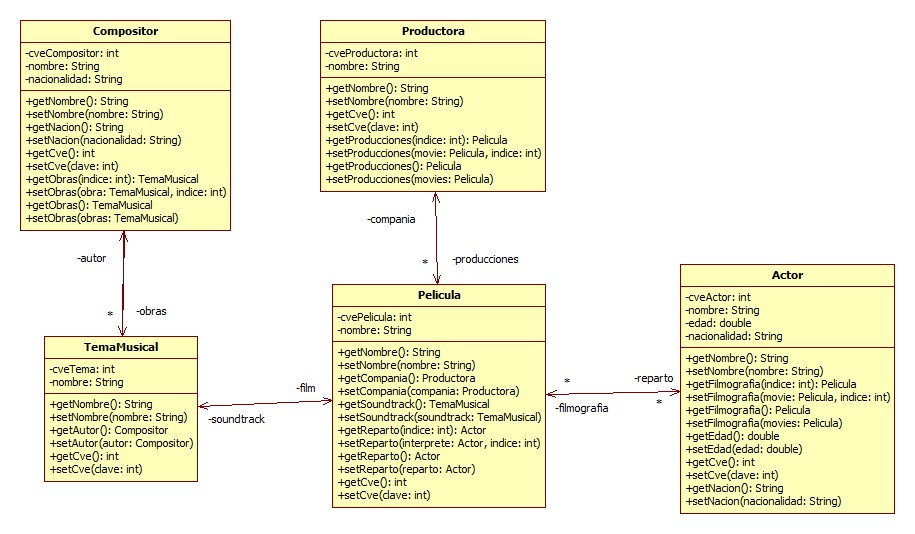 Compositor
-cveCompositor: int
-nombre: String
-nacionalidad: String
+getNombre(): String
+setNombre(nombre: String)
+getNacion(): String
+setNacion(nacionalidad: String)
+getCve(): int
+setCve(clave: int)
+getObras(indice: int): TemaMusical
+setObras(obra: TemaMusical, indice: int)
+getObras(): TemaMusical
+setObras(obras: TemaMusical)
Productora
-cveProductora: int
-nombre: String
+getNombre(): String
+setNombre(nombre: String)
+getCve(): int
+setCve(clave: int)
+getProducciones(indice: int): Pelicula
+setProducciones(movie: Pelicula, indice: int)
+getProducciones(): Pelicula
+setProducciones(movies: Pelicula)
-autor
*
-obras
-compania
*
-producciones
TemaMusical
-cveTema: int
-nombre: String
+getNombre(): String
+setNombre(nombre: String)
+getAutor(): Compositor
+setAutor(autor: Compositor)
+getCve(): int
+setCve(clave: int)
-film
-soundtrack
Pelicula
-cvePelicula: int
-nombre: String
+getNombre(): String
+setNombre(nombre: String)
+getCompania(): Productora
+setCompania(compania: Productora)
+getSoundtrack(): TemaMusical
+setSoundtrack(soundtrack: TemaMusical)
+getReparto(indice: int): Actor
+setReparto(interprete: Actor, indice: int)
+getReparto(): Actor
+setReparto(reparto: Actor)
+getCve(): int
+setCve(clave: int)
*
-reparto
-filmografia
*
Actor
-cveActor: int
-nombre: String
-edad: double
-nacionalidad: String
+getNombre(): String
+setNombre(nombre: String)
+getFilmografia(indice: int): Pelicula
+setFilmografia(movie: Pelicula, indice: int)
+getFilmografia(): Pelicula
+setFilmografia(movies: Pelicula)
+getEdad(): double
+setEdad(edad: double)
+getCve(): int
+setCve(clave: int)
+getNacion(): String
+setNacion(nacionalidad: String)